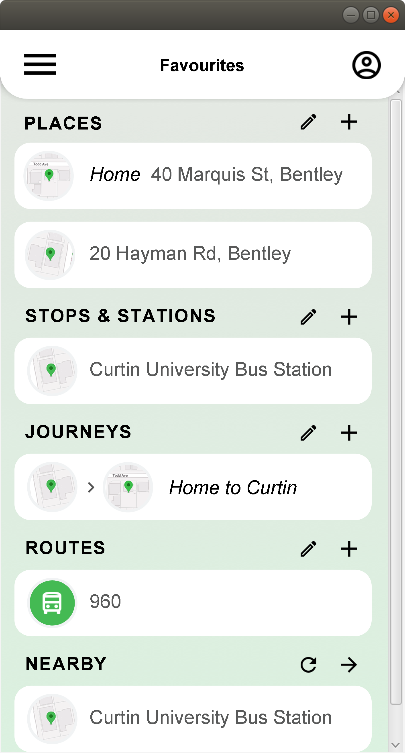 Favourites
PLACES
Home 40 Marquis St, Bentley
20 Hayman Rd, Bentley
STOPS & STATIONS
Curtin University Bus Station
JOURNEYS
Home to Curtin
ROUTES
960
NEARBY
Curtin University Bus Station